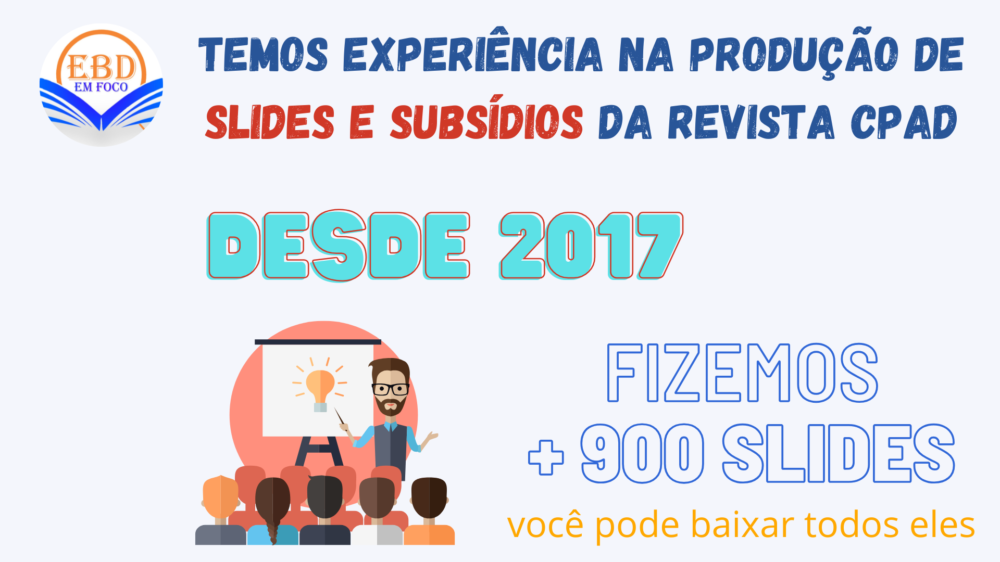 EBD
EM FOCO
TEMOS EXPERIÊNCIA NA PRODUÇÃO DE
SLIDES E SUBSÍDIOS DA REVISTA CPAD
DESDE 2017
FIZEMOS
+ 900 SLIDES
você pode baixar todos eles